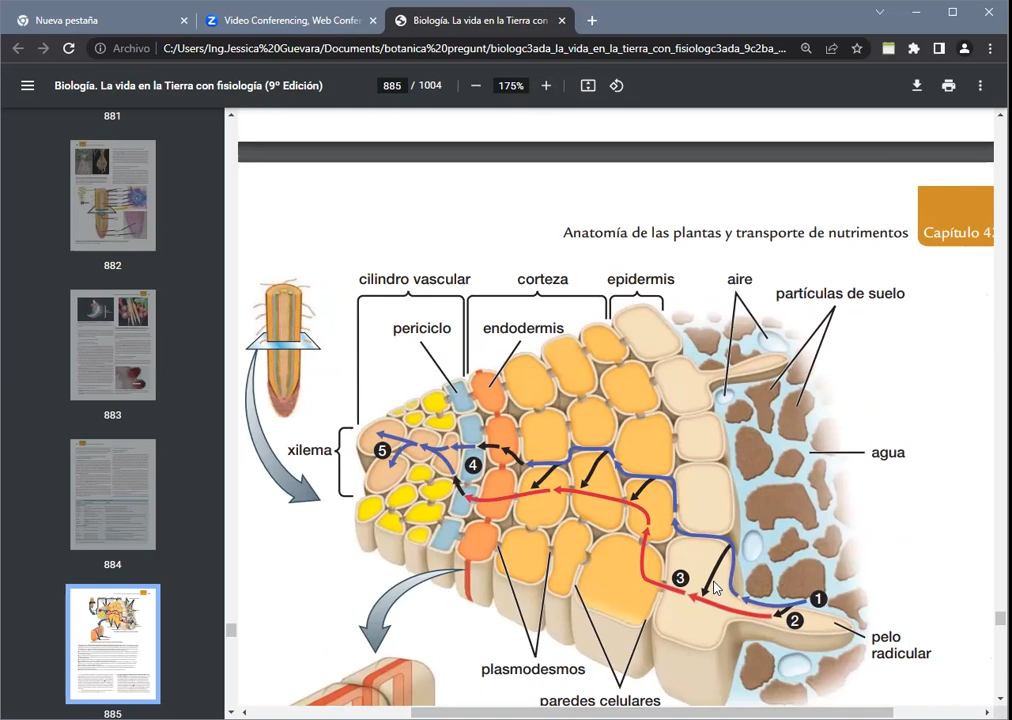 Nueva pestaña
Video Conferencing, Web Confer
Biología. La vida en la Tierra con
Archivo
C:/Users/Ing.Jessica%20Guevara/Documents/botanica%20pregunt/biologc3ada_la_vida_en_la_tierra_con_fisiologc3ada_9c2ba_...
Biología. La vida en la Tierra con fisiología (9º Edición)
885 / 1004
175%
881
882
883
884
885
Anatomía de las plantas y transporte de nutrimentos
Capítulo 4
cilindro vascular
corteza
epidermis
aire
partículas de suelo
periciclo
endodermis
xilema
5
4
agua
3
1
2
pelo
radicular
plasmodesmos
paredes celulares